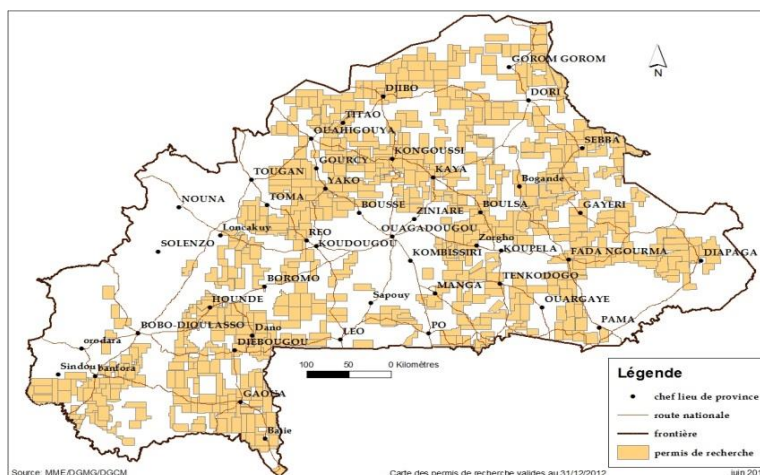 GOROM GOROM
N
DJIBO
DORI
TITAO
OUAHIGOUYA
SEBBA
KONGOUSSI
GOURCY
TOUGAN
KAYA
YAKO
Bogande
NOUNA
TOMA
BOUSSE
ZINIARE
BOULSA
GAYERI
Loncakuy
REO
OUAGADOUGOU
SOLENZO
KOUDOUGOU
Zorgho
KOUPELA
KOMBISSIRI
FADA NGOURMA
DIAPAGA
BOROMO
TENKODOGO
MANGA
HOUNDE
Sapouy
OUARGAYE
BOBO-DIOULASSO
Dano
LEO
PO
PAMA
orodara
DIEBOUGOU
Sindou
banfora
100 50 0 Kilomètres
GAOUA
Batie
Légende
chef lieu de province
route nationale
frontière
permis de recherche
Source: MME/DGMG/DGCM
Carte des permis de recherche valides au 31/12/2012
juin 201